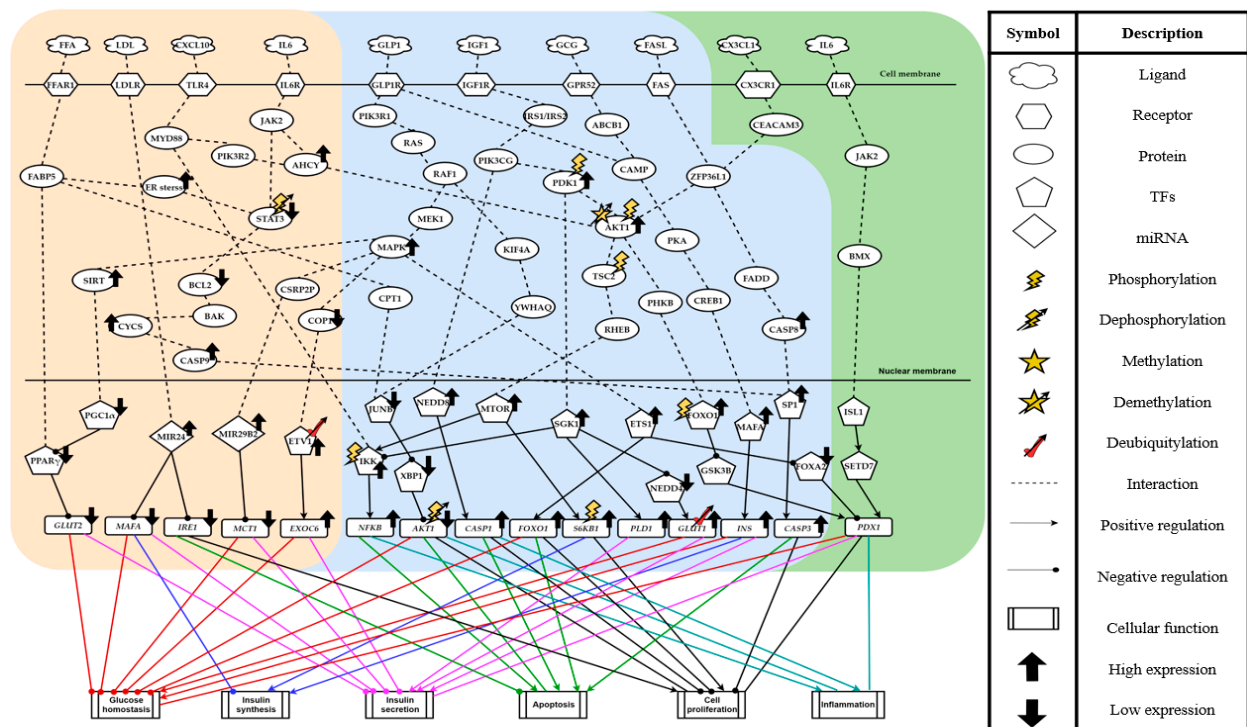 FFA LDL CXCL10 IL6 GLP1 IGF1 GCG FASL CX3CL1 IL6
Cell membrane
FFAR1 LDLR TLR4 IL6R GLP1R IGF1R GPR52 FAS CX3CR1 IL6R
PIK3R1 IRS1/IRS2
JAK2 ABCB1 CEACAM3
MYD88 RAS
PIK3R2 AHCY PIK3CG JAK2
FABP5 ER sterss RAF1 PDK1 CAMP ZFP36L1
STAT3 MEK1 AKT1
MAPK KIF4A PKA
BMX
SIRT BCL2 CSRP2P TSC2 FADD
CPT1 YWHAQ PHKB CREB1
CYCS BAK COP1 RHEB CASP8
CASP9
Nuclear membrane
PGC1α JUNB NEDD8 MTOR SGK1 ETS1 FOXO1 MAFA SP1 ISL1
MIR24 MIR29B2 ETV1
PPARγ IKK XBP1 NEDD4 GSK3B FOXA2 SETD7
GLUT2 MAFA IRE1 MCT1 EXOC6 NFKB AKT1 CASP1 FOXO1 S6KB1 PLD1 GLUT1 INS CASP3 PDX1
Glucose
homostasis
Insulin
synthesis
Insulin
secretion
Apoptosis
Cell
proliferation
Inflammation
Symbol Description
Ligand
Receptor
Protein
TFs
miRNA
Phosphorylation
Dephosphorylation
Methylation
Demethylation
Deubiquitylation
Interaction
Positive regulation
Negative regulation
Cellular function
High expression
Low expression